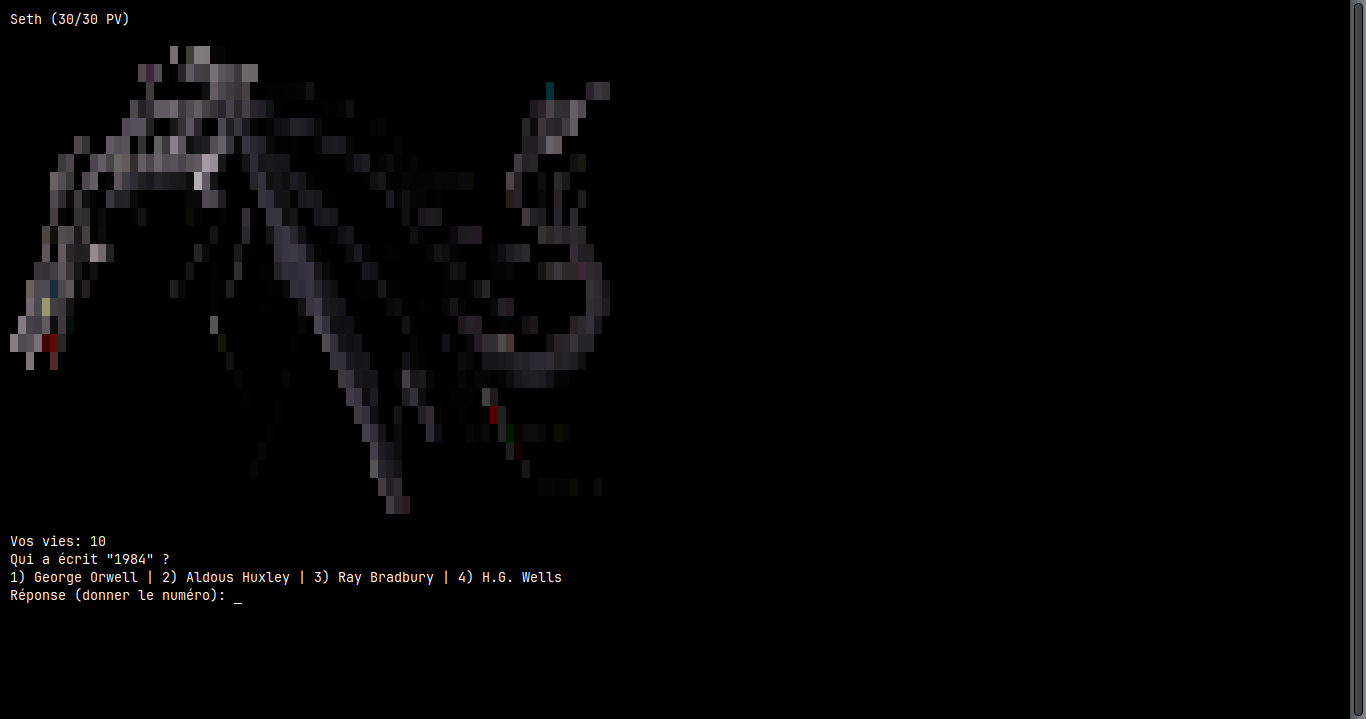 Seth (30/30 PV)
Vos vies: 10
Qui a écrit "1984" ?
1) George Orwell | 2) Aldous Huxley | 3) Ray Bradbury | 4) H.G. Wells
Réponse (donner le numéro): _